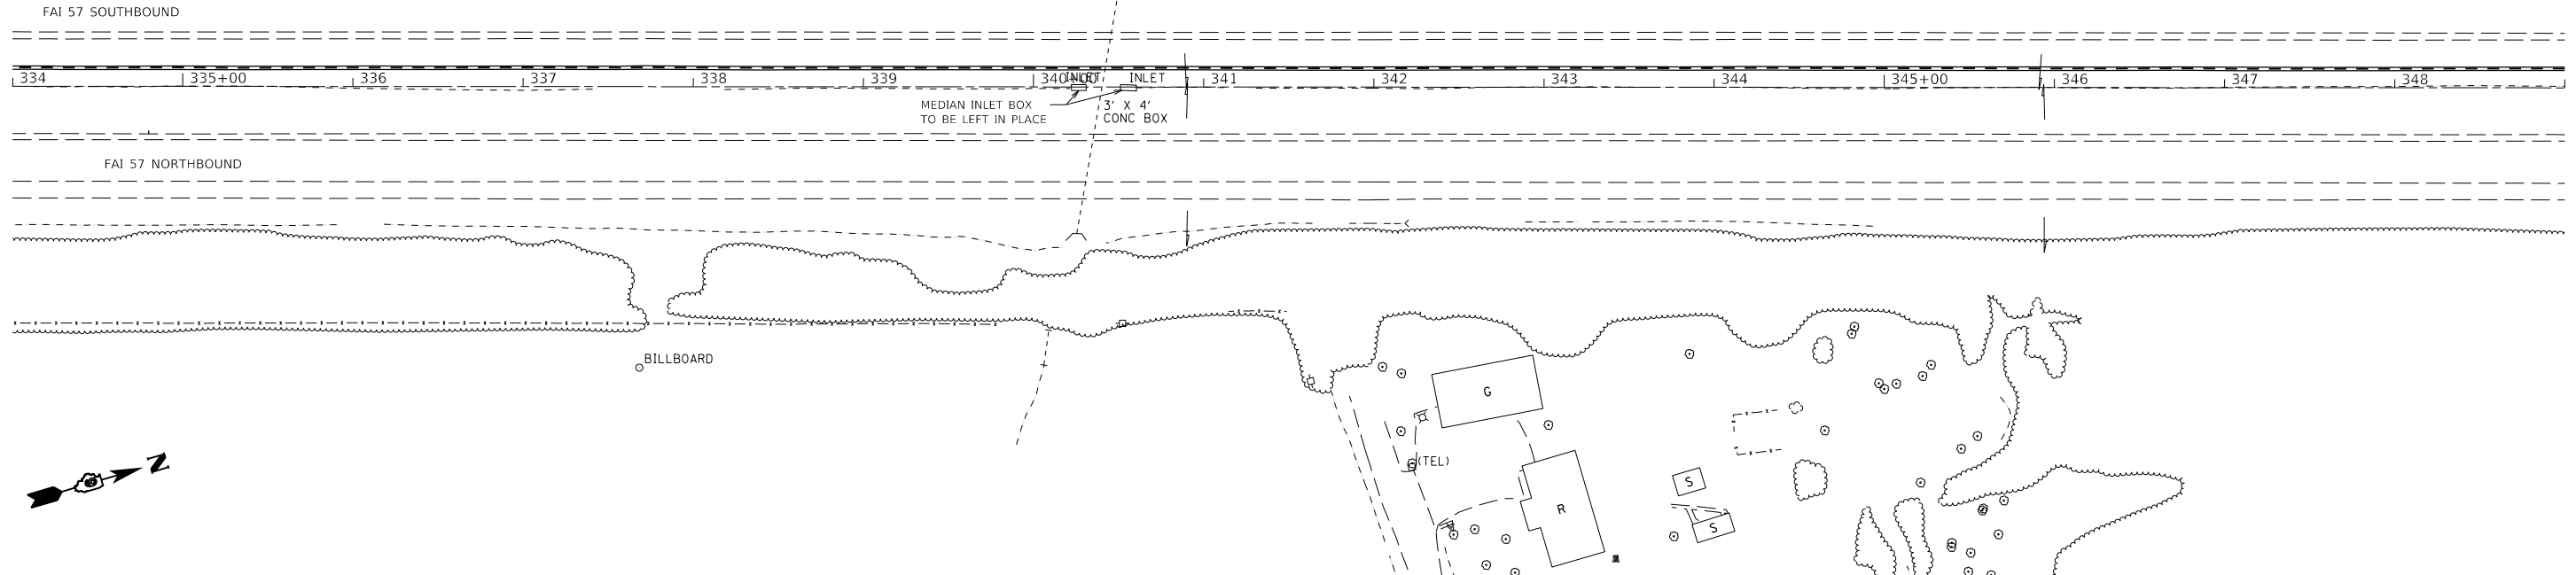 FAI 57 SOUTHBOUND
334 335+00 336 337 338 339 340+00 INLET INLET 341 342 343 344 345+00 346 347 348
MEDIAN INLET BOX
TO BE LEFT IN PLACE
3' X 4'
CONC BOX
FAI 57 NORTHBOUND
BILLBOARD
G
(TEL)
N
S
R
S